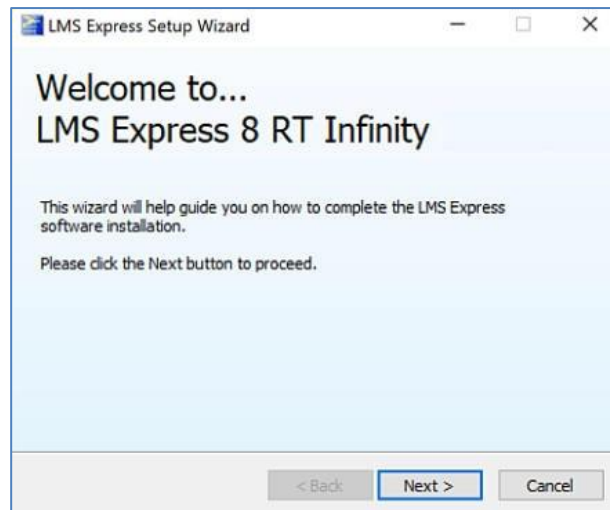 LMS Express Setup Wizard
Welcome to...
LMS Express 8 RT Infinity
This wizard will help guide you on how to complete the LMS Express
software installation.
Please click the Next button to proceed.
< Back Next > Cancel